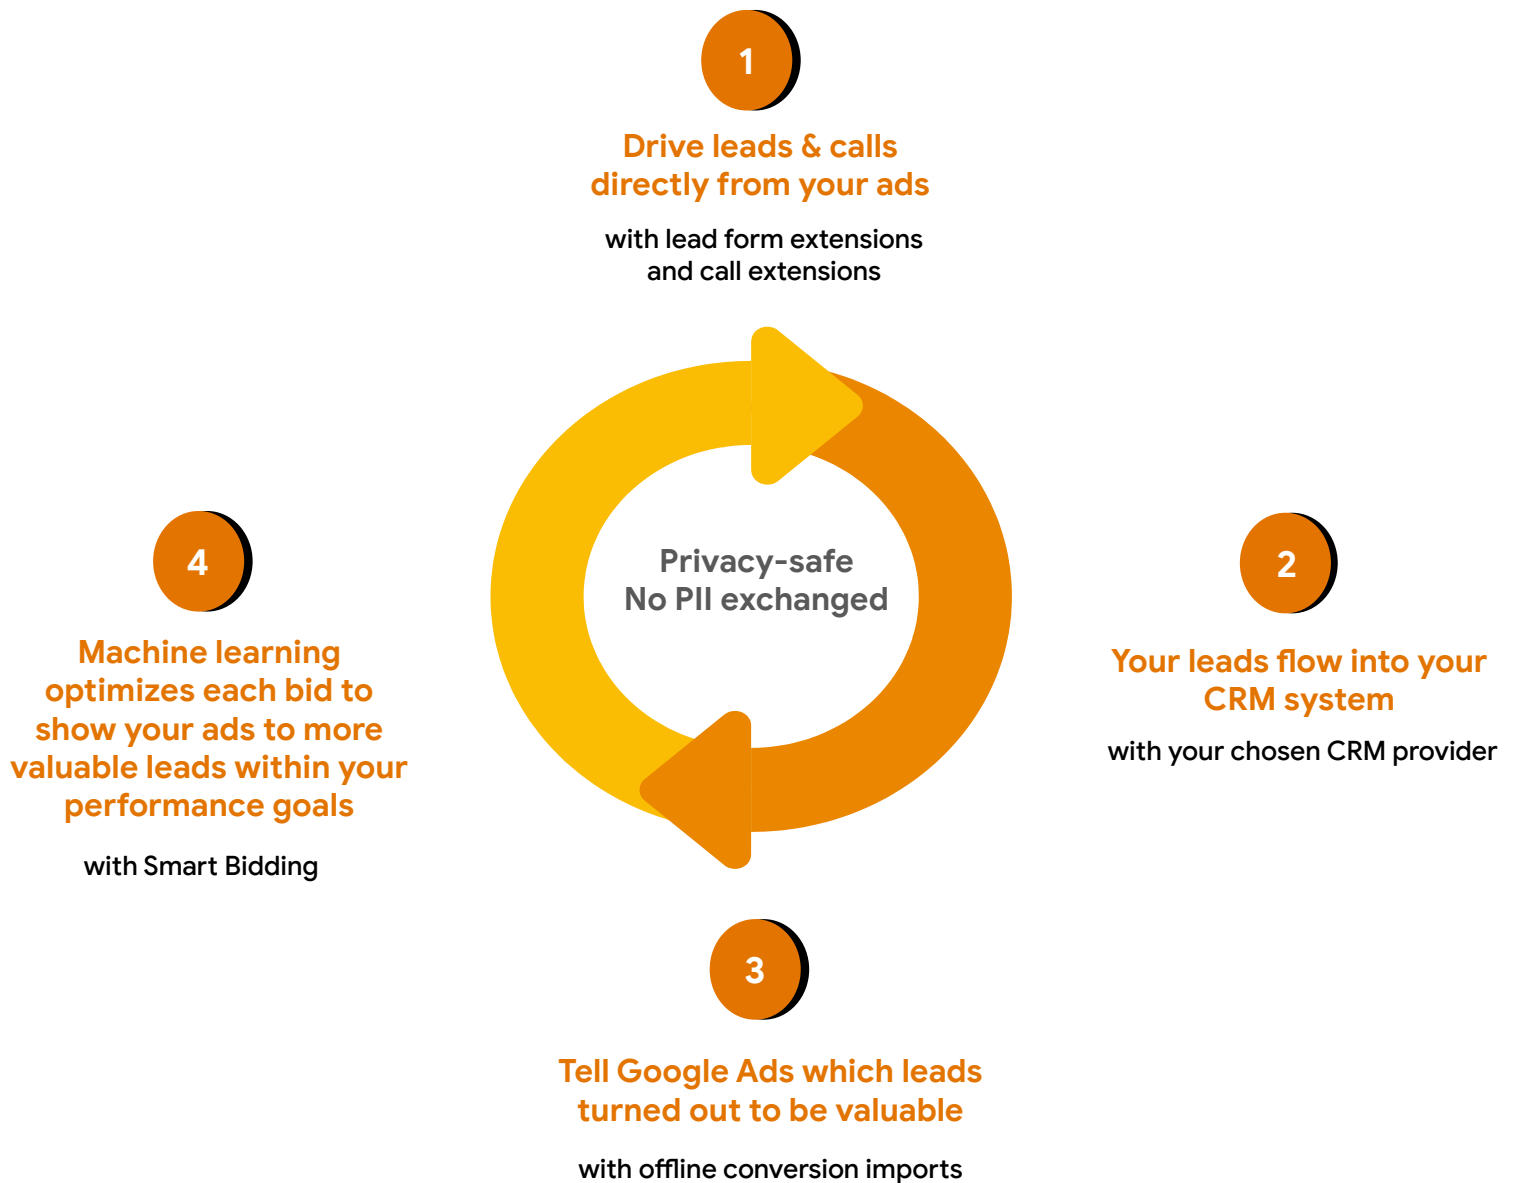 1
Drive leads & calls
directly from your ads
with lead form extensions
and call extensions
Privacy-safe
No PII exchanged
2
Your leads flow into your
CRM system
with your chosen CRM provider
3
Tell Google Ads which leads
turned out to be valuable
with offline conversion imports
4
Machine learning
optimizes each bid to
show your ads to more
valuable leads within your
performance goals
with Smart Bidding